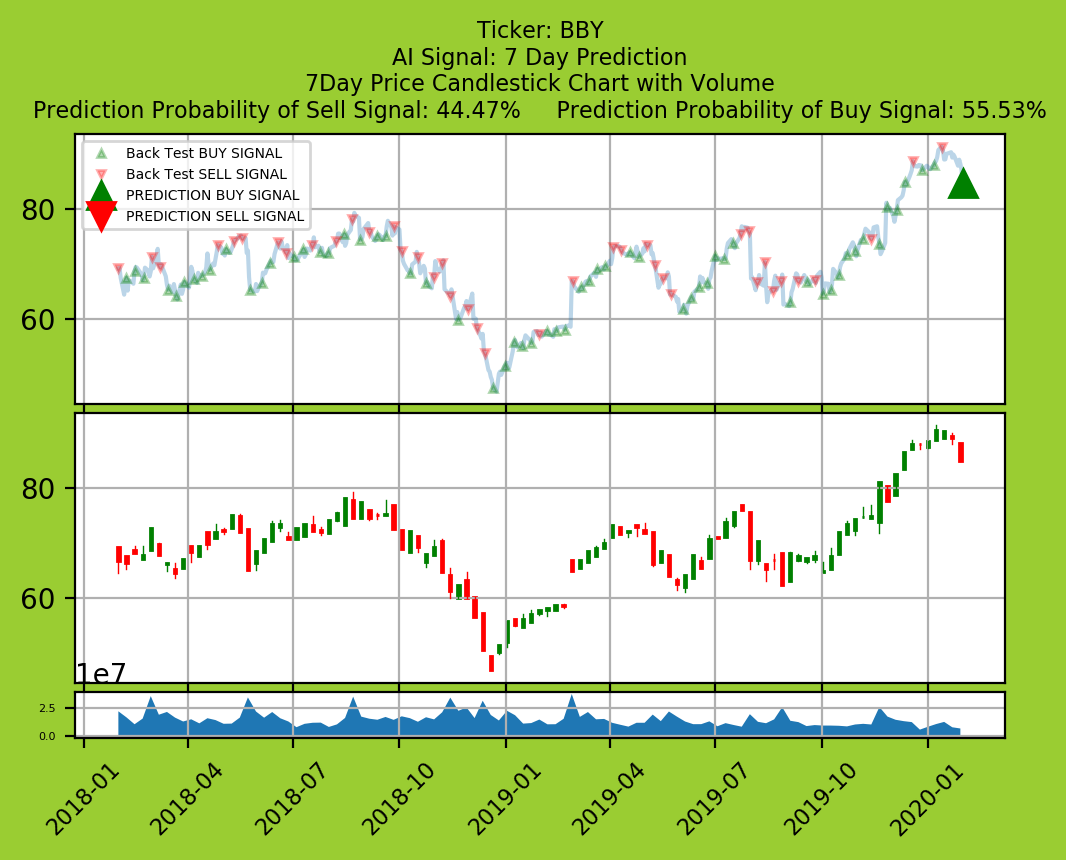 Ticker: BBY
AI Signal: 7 Day Prediction
7Day Price Candlestick Chart with Volume
Prediction Probability of Sell Signal: 44.47%     Prediction Probability of Buy Signal: 55.53%
Back Test BUY SIGNAL
Back Test SELL SIGNAL
PREDICTION BUY SIGNAL
PREDICTION SELL SIGNAL
80
60
80
60
1e7
2.5
0.0
2018-01
2018-04
2018-07
2018-10
2019-01
2019-04
2019-07
2019-10
2020-01